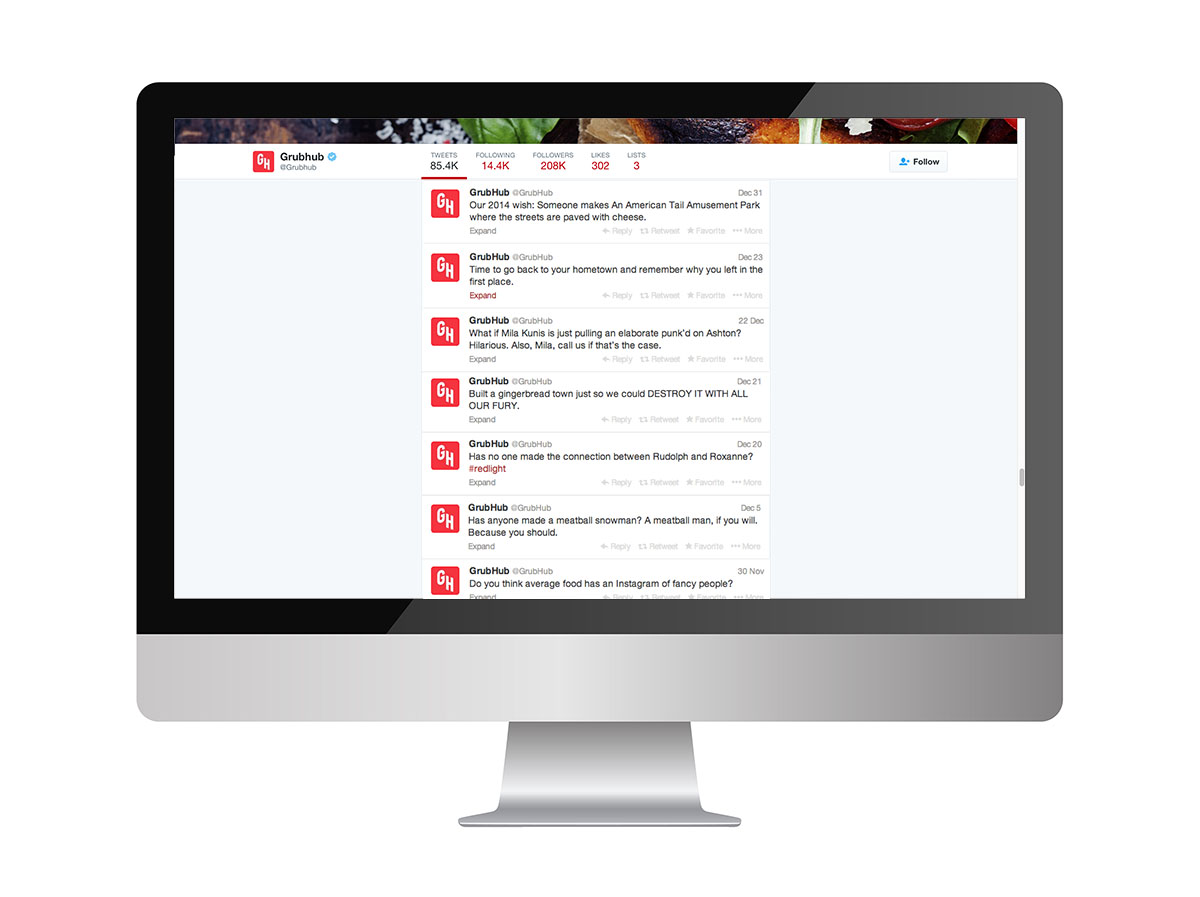 GH Grubhub @Grubhub
TWEETS FOLLOWING FOLLOWERS LIKES LISTS
85.4K 14.4K 208K 302 3
Follow
GH GrubHub @GrubHub Dec 31
Our 2014 wish: Someone makes An American Tail Amusement Park
where the streets are paved with cheese.
Expand Reply Retweet Favorite More
GH GrubHub @GrubHub Dec 23
Time to go back to your hometown and remember why you left in the
first place.
Expand Reply Retweet Favorite More
GH GrubHub @GrubHub 22 Dec
What if Mila Kunis is just pulling an elaborate punk'd on Ashton?
Hilarious. Also, Mila, call us if that's the case.
Expand Reply Retweet Favorite More
GH GrubHub @GrubHub Dec 21
Built a gingerbread town just so we could DESTROY IT WITH ALL
OUR FURY.
Expand Reply Retweet Favorite More
GH GrubHub @GrubHub Dec 20
Has no one made the connection between Rudolph and Roxanne?
#redlight
Expand Reply Retweet Favorite More
GH GrubHub @GrubHub Dec 5
Has anyone made a meatball snowman? A meatball man, if you will.
Because you should.
Expand Reply Retweet Favorite More
GH GrubHub @GrubHub 30 Nov
Do you think average food has an Instagram of fancy people?
Expand Reply Retweet Favorite More